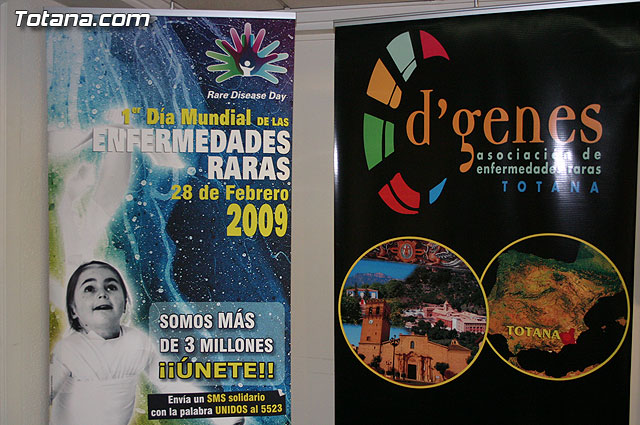 Totana.com
Rare Disease Day
1er Día Mundial DE LAS
ENFERMEDADES
RARAS
28 de Febrero
2009
SOMOS MÁS
DE 3 MILLONES
¡¡ÚNETE!!
Envía un SMS solidario
con la palabra UNIDOS al 5523
d'genes
asociación de
enfermedades raras
TOTANA
TOTANA